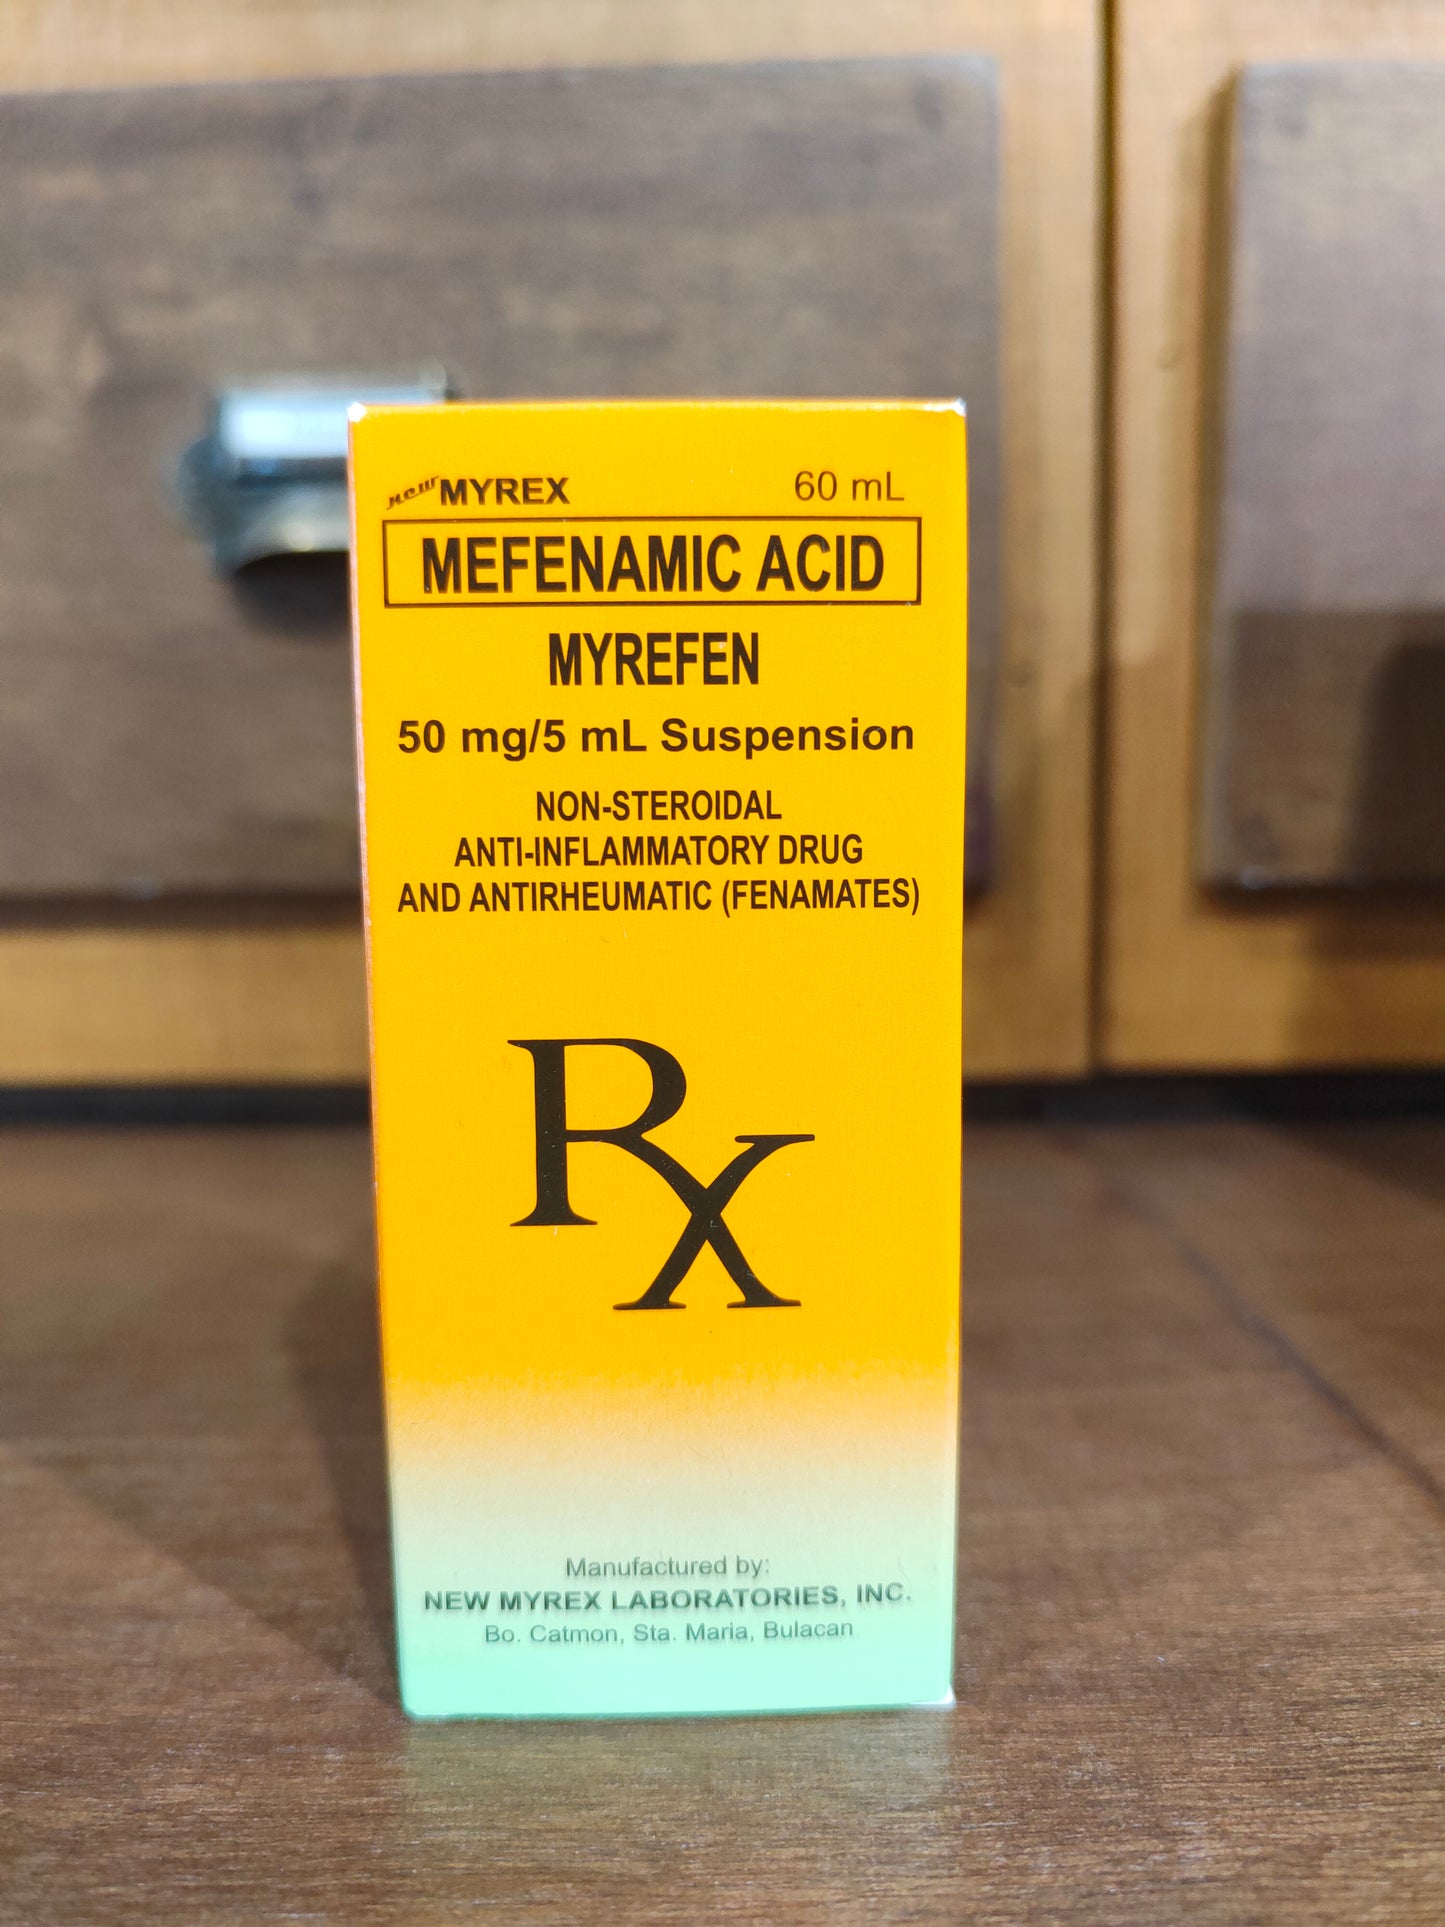 new MYREX 60 mL
MEFENAMIC ACID
MYREFEN
50 mg/5 mL Suspension
NON-STEROIDAL
ANTI-INFLAMMATORY DRUG
AND ANTIRHEUMATIC (FENAMATES)
Rx
Manufactured by:
NEW MYREX LABORATORIES, INC.
Bo. Catmon, Sta. Maria, Bulacan